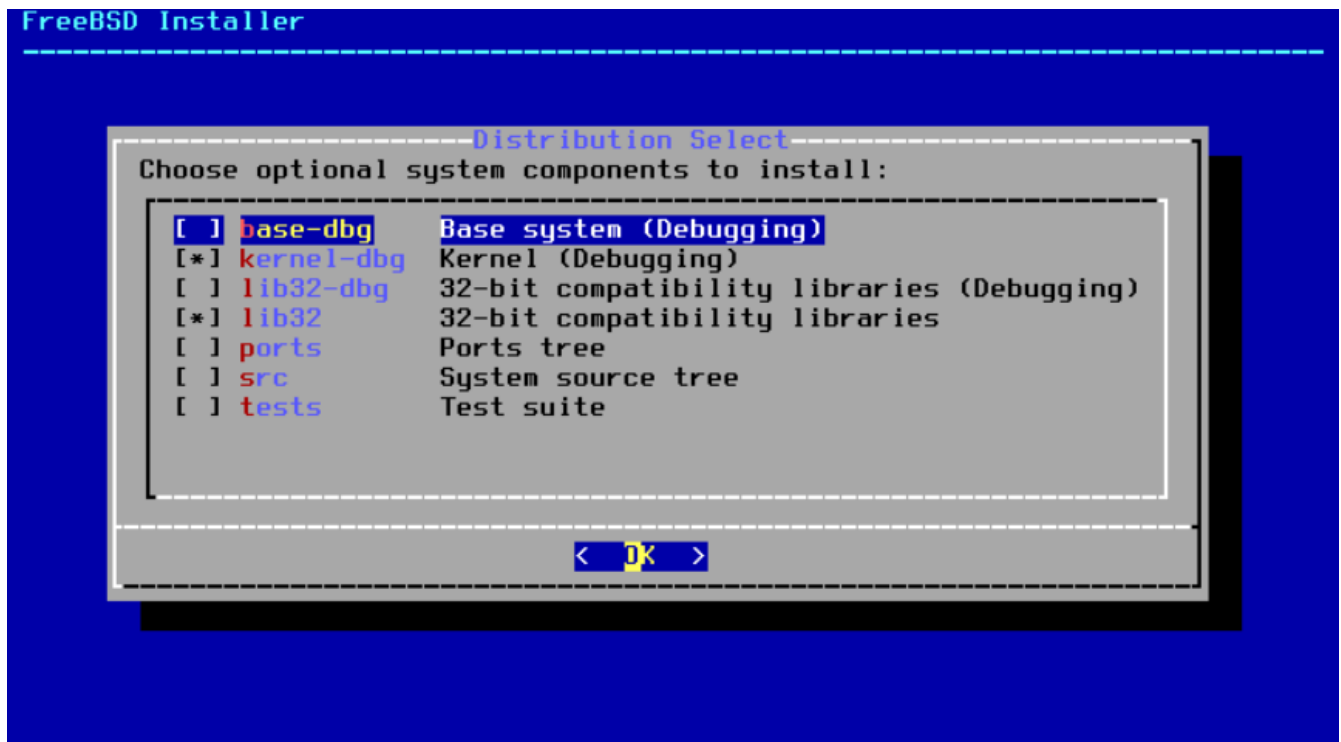 FreeBSD Installer
Distribution Select
Choose optional system components to install:
[ ] base-dbg Base system (Debugging)
[*] kernel-dbg Kernel (Debugging)
[ ] lib32-dbg 32-bit compatibility libraries (Debugging)
[*] lib32 32-bit compatibility libraries
[ ] ports Ports tree
[ ] src System source tree
[ ] tests Test suite
< OK >